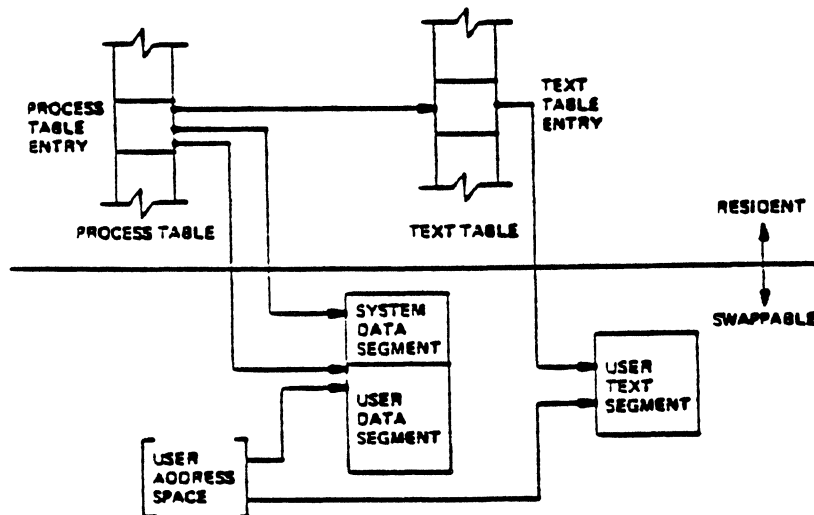 PROCESS
TABLE
ENTRY
TEXT
TABLE
ENTRY
PROCESS TABLE
TEXT TABLE
RESIDENT
SWAPPABLE
SYSTEM
DATA
SEGMENT
USER
DATA
SEGMENT
USER
TEXT
SEGMENT
USER
ADDRESS
SPACE